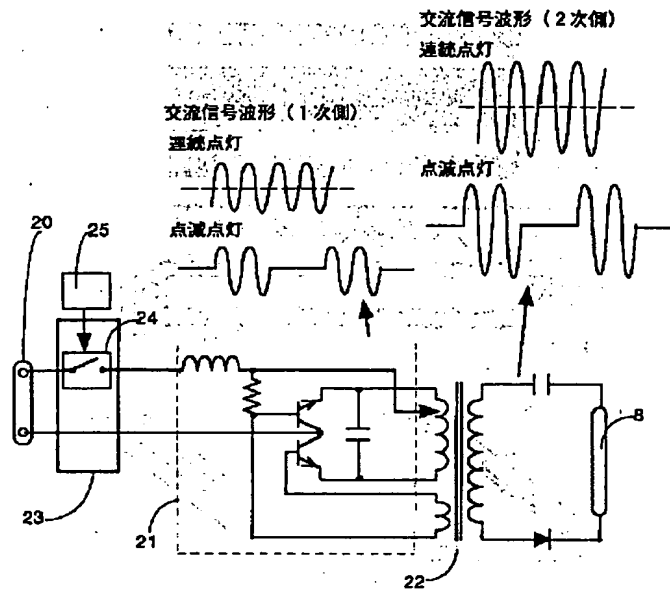 交流信号波形（２次側）
連続点灯
交流信号波形（１次側）
連続点灯
点滅点灯
点滅点灯
20
25
24
8
23
21
22